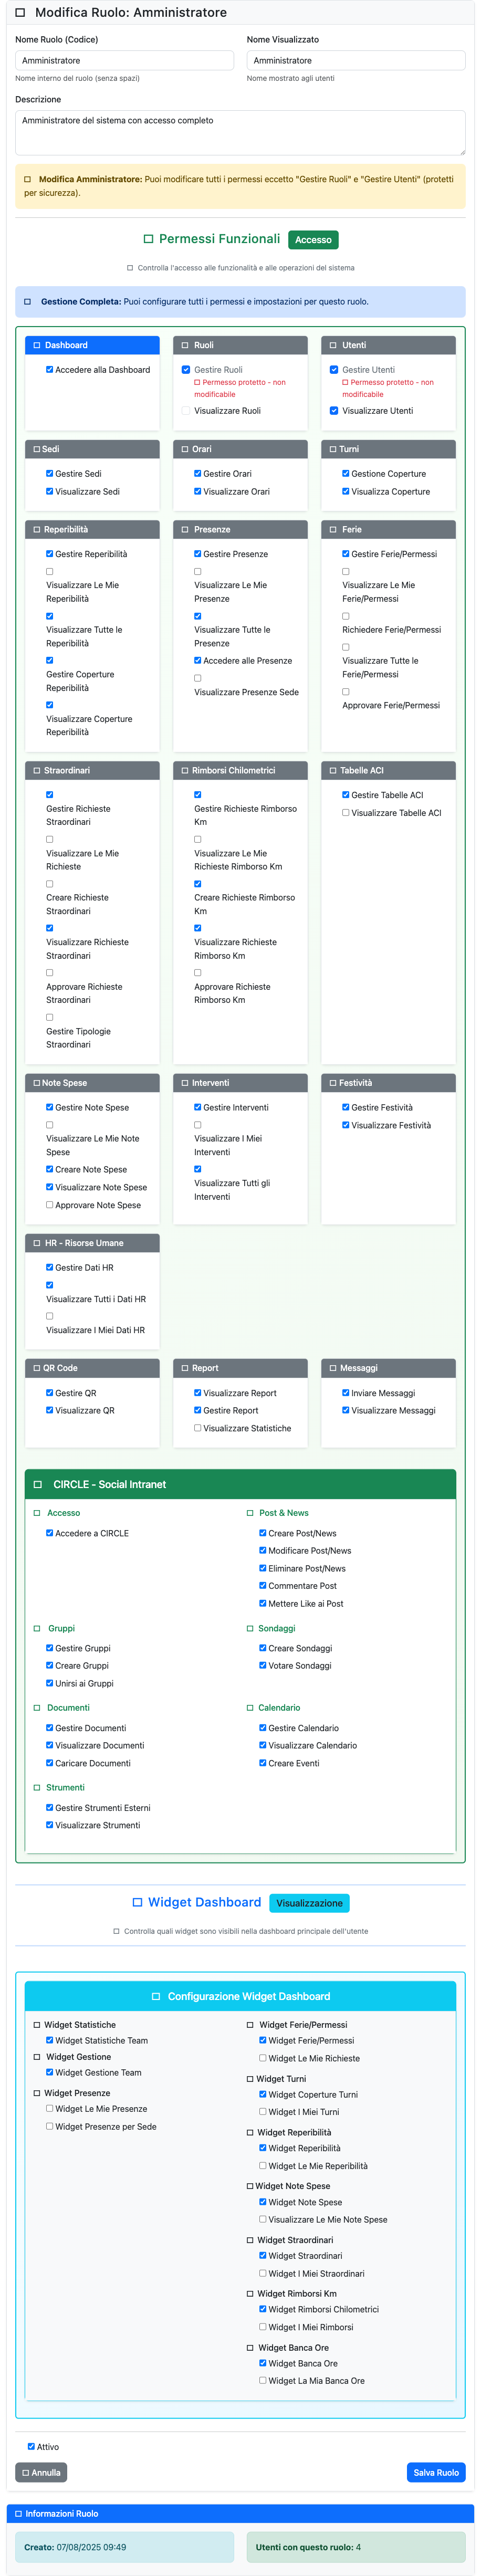 Modifica Ruolo: Amministratore
Nome Ruolo (Codice)
Amministratore
Nome interno del ruolo (senza spazi)
Nome Visualizzato
Amministratore
Nome mostrato agli utenti
Descrizione
Amministratore del sistema con accesso completo
Modifica Amministratore: Puoi modificare tutti i permessi eccetto "Gestire Ruoli" e "Gestire Utenti" (protetti
per sicurezza).
Permessi Funzionali Accesso
Controlla l'accesso alle funzionalità e alle operazioni del sistema
Gestione Completa: Puoi configurare tutti i permessi e impostazioni per questo ruolo.
Dashboard
Accedere alla Dashboard
Ruoli
Gestire Ruoli
Permesso protetto - non
modificabile
Visualizzare Ruoli
Utenti
Gestire Utenti
Permesso protetto - non
modificabile
Visualizzare Utenti
Sedi
Gestire Sedi
Visualizzare Sedi
Orari
Gestire Orari
Visualizzare Orari
Turni
Gestione Coperture
Visualizza Coperture
Reperibilità
Gestire Reperibilità
Visualizzare Le Mie
Reperibilità
Visualizzare Tutte le
Reperibilità
Gestire Coperture
Reperibilità
Visualizzare Coperture
Reperibilità
Presenze
Gestire Presenze
Visualizzare Le Mie
Presenze
Visualizzare Tutte le
Presenze
Accedere alle Presenze
Visualizzare Presenze Sede
Ferie
Gestire Ferie/Permessi
Visualizzare Le Mie
Ferie/Permessi
Richiedere Ferie/Permessi
Visualizzare Tutte le
Ferie/Permessi
Approvare Ferie/Permessi
Straordinari
Gestire Richieste
Straordinari
Visualizzare Le Mie
Richieste
Creare Richieste
Straordinari
Visualizzare Richieste
Straordinari
Approvare Richieste
Straordinari
Gestire Tipologie
Straordinari
Rimborsi Chilometrici
Gestire Richieste Rimborso
Km
Visualizzare Le Mie
Richieste Rimborso Km
Creare Richieste Rimborso
Km
Visualizzare Richieste
Rimborso Km
Approvare Richieste
Rimborso Km
Tabelle ACI
Gestire Tabelle ACI
Visualizzare Tabelle ACI
Note Spese
Gestire Note Spese
Visualizzare Le Mie Note
Spese
Creare Note Spese
Visualizzare Note Spese
Approvare Note Spese
Interventi
Gestire Interventi
Visualizzare I Miei
Interventi
Visualizzare Tutti gli
Interventi
Festività
Gestire Festività
Visualizzare Festività
HR - Risorse Umane
Gestire Dati HR
Visualizzare Tutti i Dati HR
Visualizzare I Miei Dati HR
QR Code
Gestire QR
Visualizzare QR
Report
Visualizzare Report
Gestire Report
Visualizzare Statistiche
Messaggi
Inviare Messaggi
Visualizzare Messaggi
CIRCLE - Social Intranet
Accesso
Accedere a CIRCLE
Post & News
Creare Post/News
Modificare Post/News
Eliminare Post/News
Commentare Post
Mettere Like ai Post
Gruppi
Gestire Gruppi
Creare Gruppi
Unirsi ai Gruppi
Sondaggi
Creare Sondaggi
Votare Sondaggi
Documenti
Gestire Documenti
Visualizzare Documenti
Caricare Documenti
Calendario
Gestire Calendario
Visualizzare Calendario
Creare Eventi
Strumenti
Gestire Strumenti Esterni
Visualizzare Strumenti
Widget Dashboard Visualizzazione
Controlla quali widget sono visibili nella dashboard principale dell'utente
Configurazione Widget Dashboard
Widget Statistiche
Widget Statistiche Team
Widget Gestione
Widget Gestione Team
Widget Presenze
Widget Le Mie Presenze
Widget Presenze per Sede
Widget Ferie/Permessi
Widget Ferie/Permessi
Widget Le Mie Richieste
Widget Turni
Widget Coperture Turni
Widget I Miei Turni
Widget Reperibilità
Widget Reperibilità
Widget Le Mie Reperibilità
Widget Note Spese
Widget Note Spese
Visualizzare Le Mie Note Spese
Widget Straordinari
Widget Straordinari
Widget I Miei Straordinari
Widget Rimborsi Km
Widget Rimborsi Chilometrici
Widget I Miei Rimborsi
Widget Banca Ore
Widget Banca Ore
Widget La Mia Banca Ore
Attivo
Annulla
Salva Ruolo
Informazioni Ruolo
Creato: 07/08/2025 09:49
Utenti con questo ruolo: 4